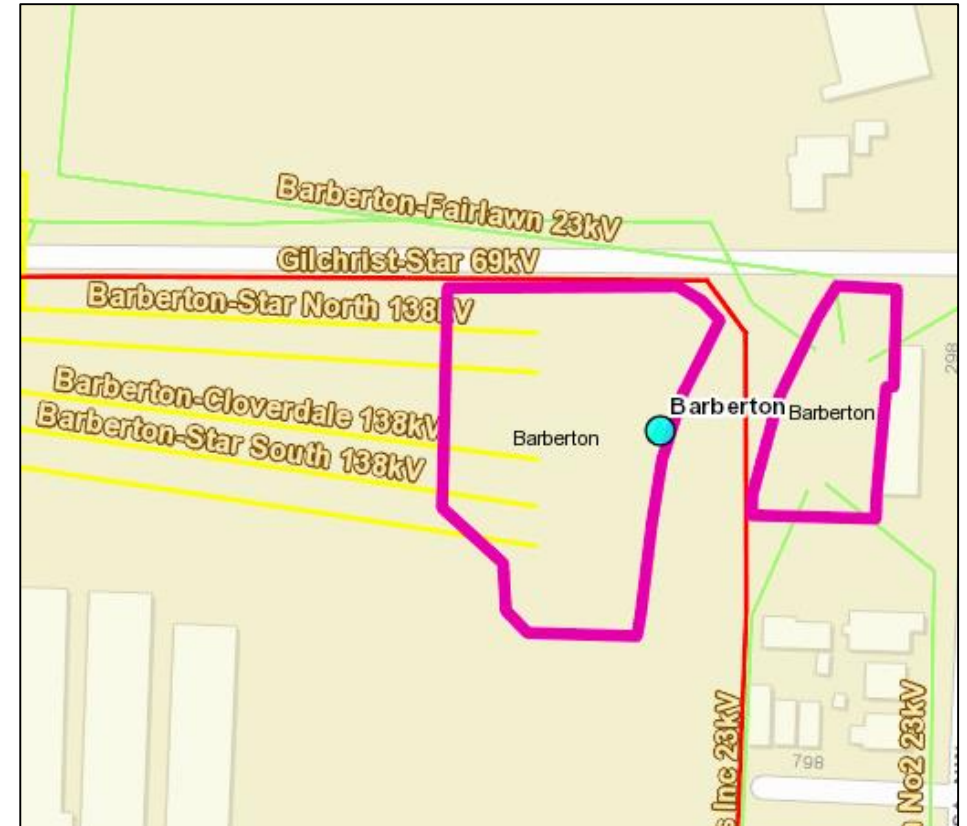 Barberton-Fairlawn 23kV
Gilchrist-Star 69kV
Barberton-Star North 138kV
298
Barberton-Cloverdale 138kV
Barberton
Barberton
Barberton-Star South 138kV
Barberton
s Inc 23kV
No2 23kV
798